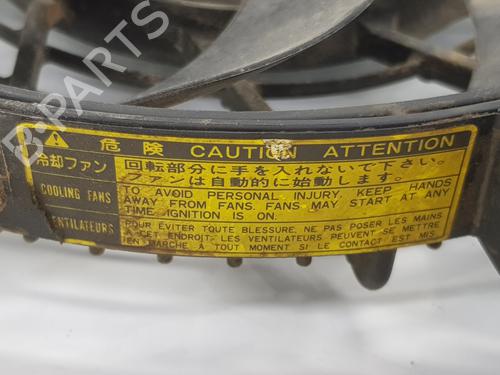 B-PARTS
危険 CAUTION ATTENTION
冷却ファン
回転部分に手を入れないで下さい。
ファンは自動的に始動します。
COOLING FANS
TO AVOID PERSONAL INJURY, KEEP HANDS
AWAY FROM FANS. FANS MAY START AT ANY
TIME IGNITION IS ON.
VENTILATEURS
POUR ÉVITER TOUTE BLESSURE, NE PAS POSER LES MAINS
A CET ENDROIT. LES VENTILATEURS PEUVENT SE METTRE
EN MARCHE A TOUT MOMENT SI LE CONTACT EST MIS.